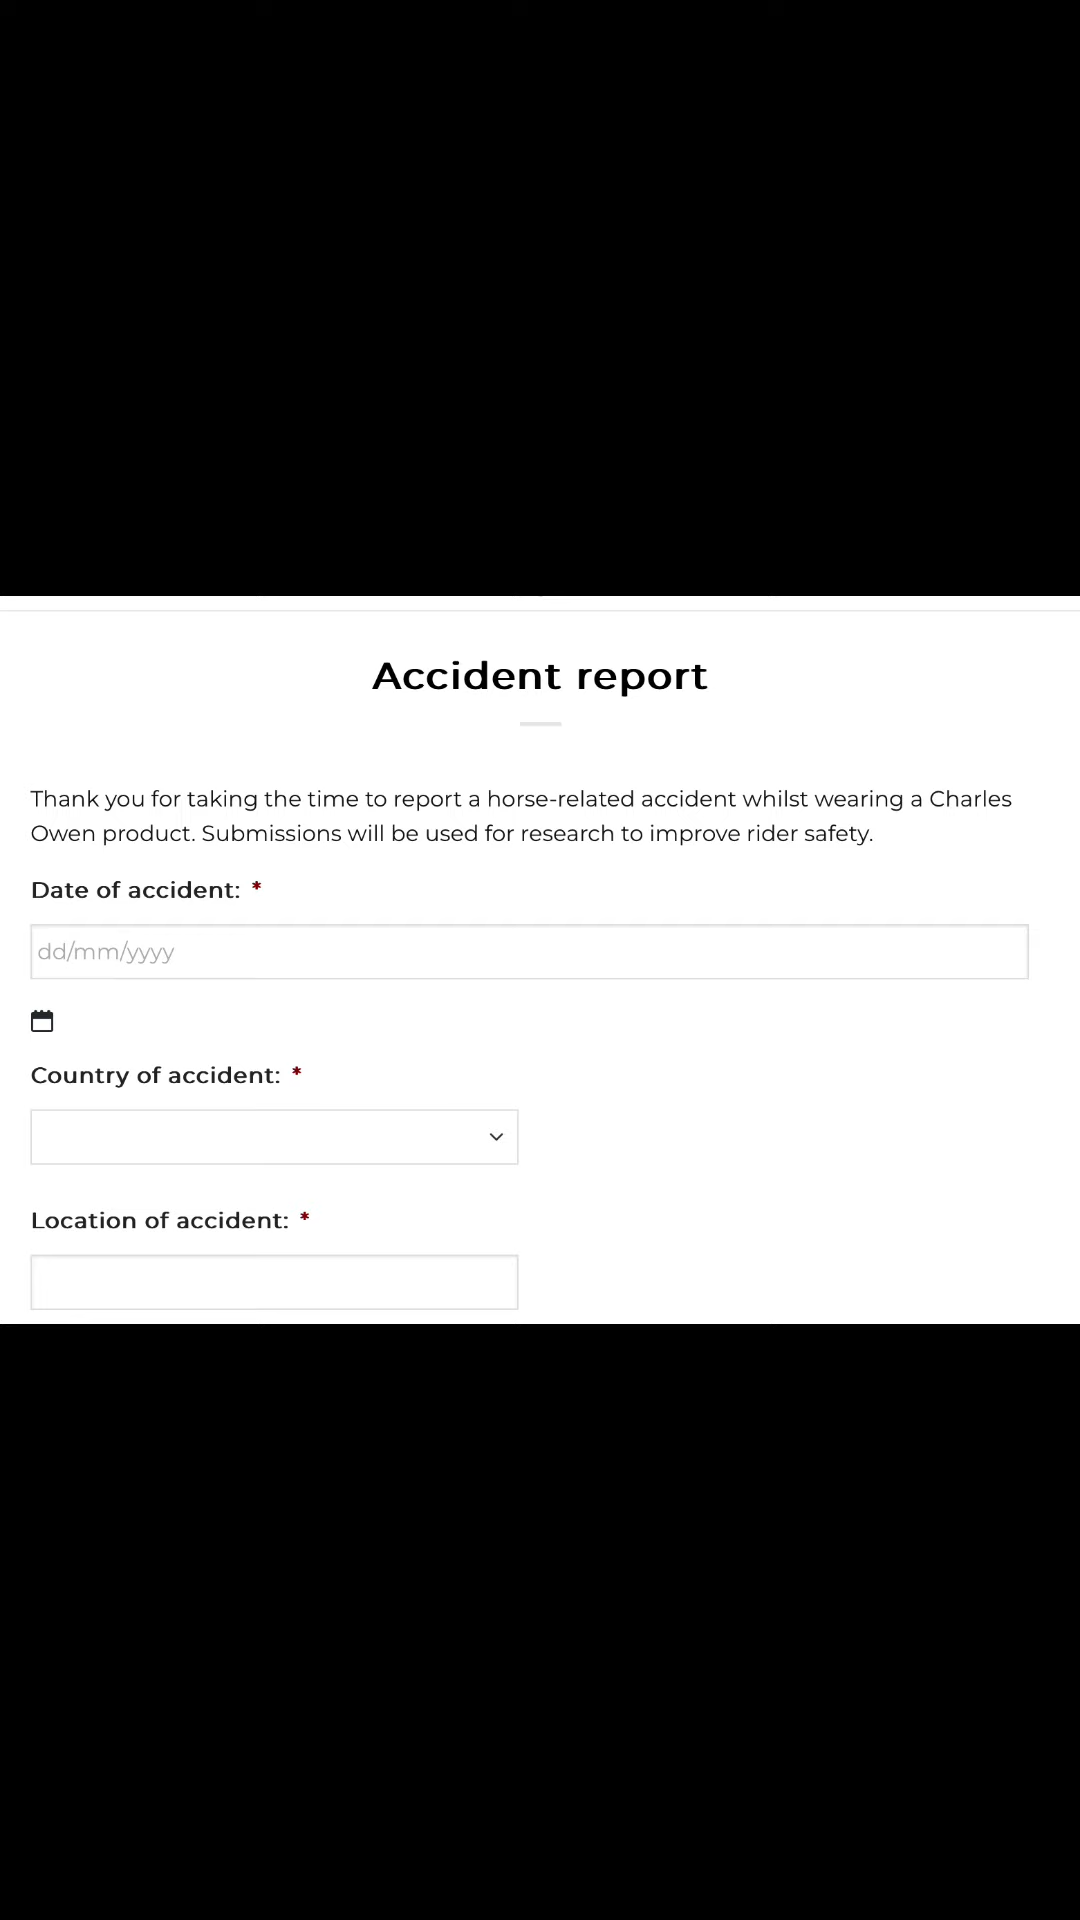 Accident report
Thank you for taking the time to report a horse-related accident whilst wearing a Charles
Owen product. Submissions will be used for research to improve rider safety.
Date of accident: *
dd/mm/yyyy
Country of accident: *
Location of accident: *